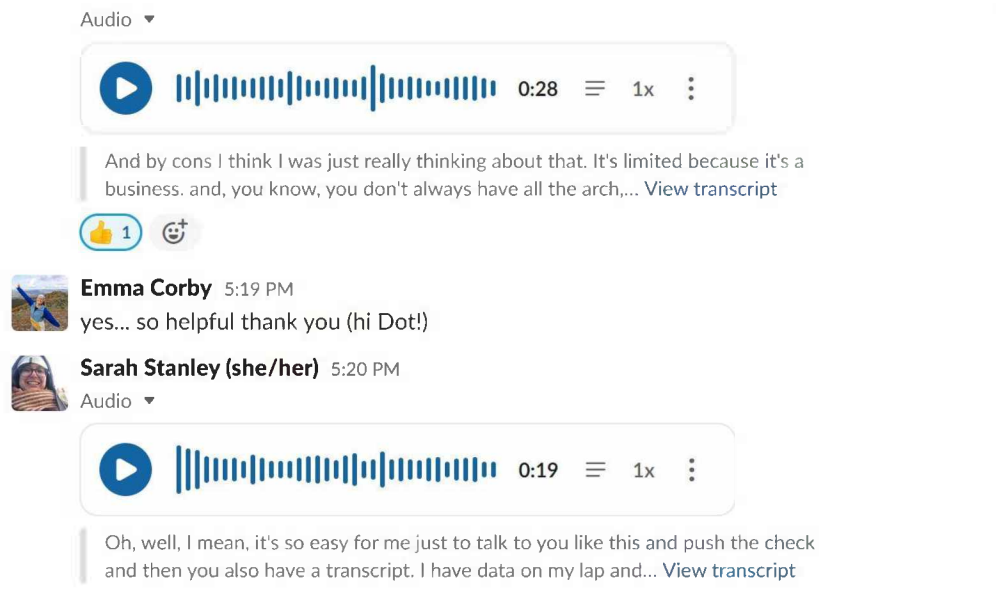 Audio
0:28 1x
And by cons I think I was just really thinking about that. It's limited because it's a
business. and, you know, you don't always have all the arch,... View transcript
1
Emma Corby 5:19 PM
yes... so helpful thank you (hi Dot!)
Sarah Stanley (she/her) 5:20 PM
Audio
0:19 1x
Oh, well, I mean, it's so easy for me just to talk to you like this and push the check
and then you also have a transcript. I have data on my lap and... View transcript